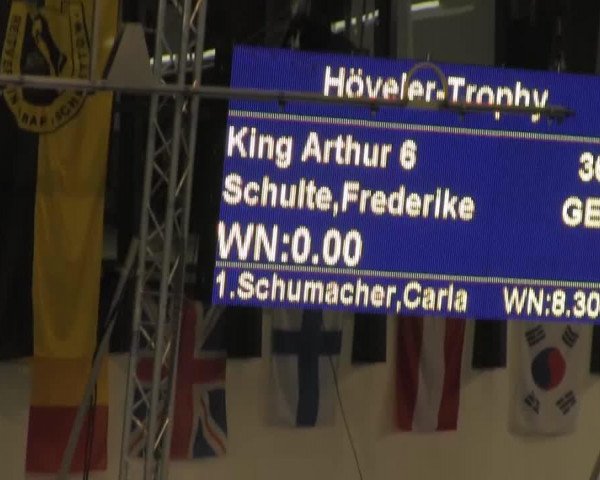 Höveler-Trophy
King Arthur 6
Schulte,Frederike
WN:0.00
1.Schumacher,Carla WN:8.30